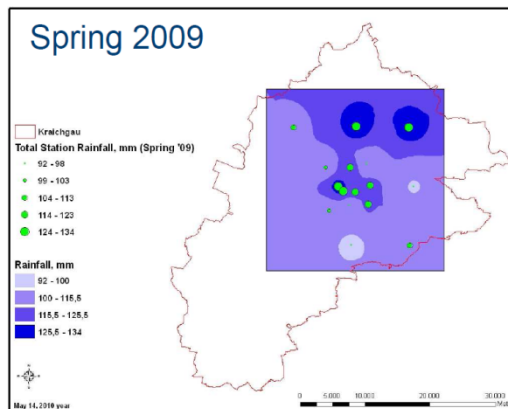 Spring 2009
Kraichgau
Total Station Rainfall, mm (Spring '09)
92 - 98
99 - 103
104 - 113
114 - 123
124 - 134
Rainfall, mm
92 - 100
100 - 115,5
115,5 - 125,5
125,5 - 134
May 14, 2010 year
0 5.000 10.000 20.000 30.000